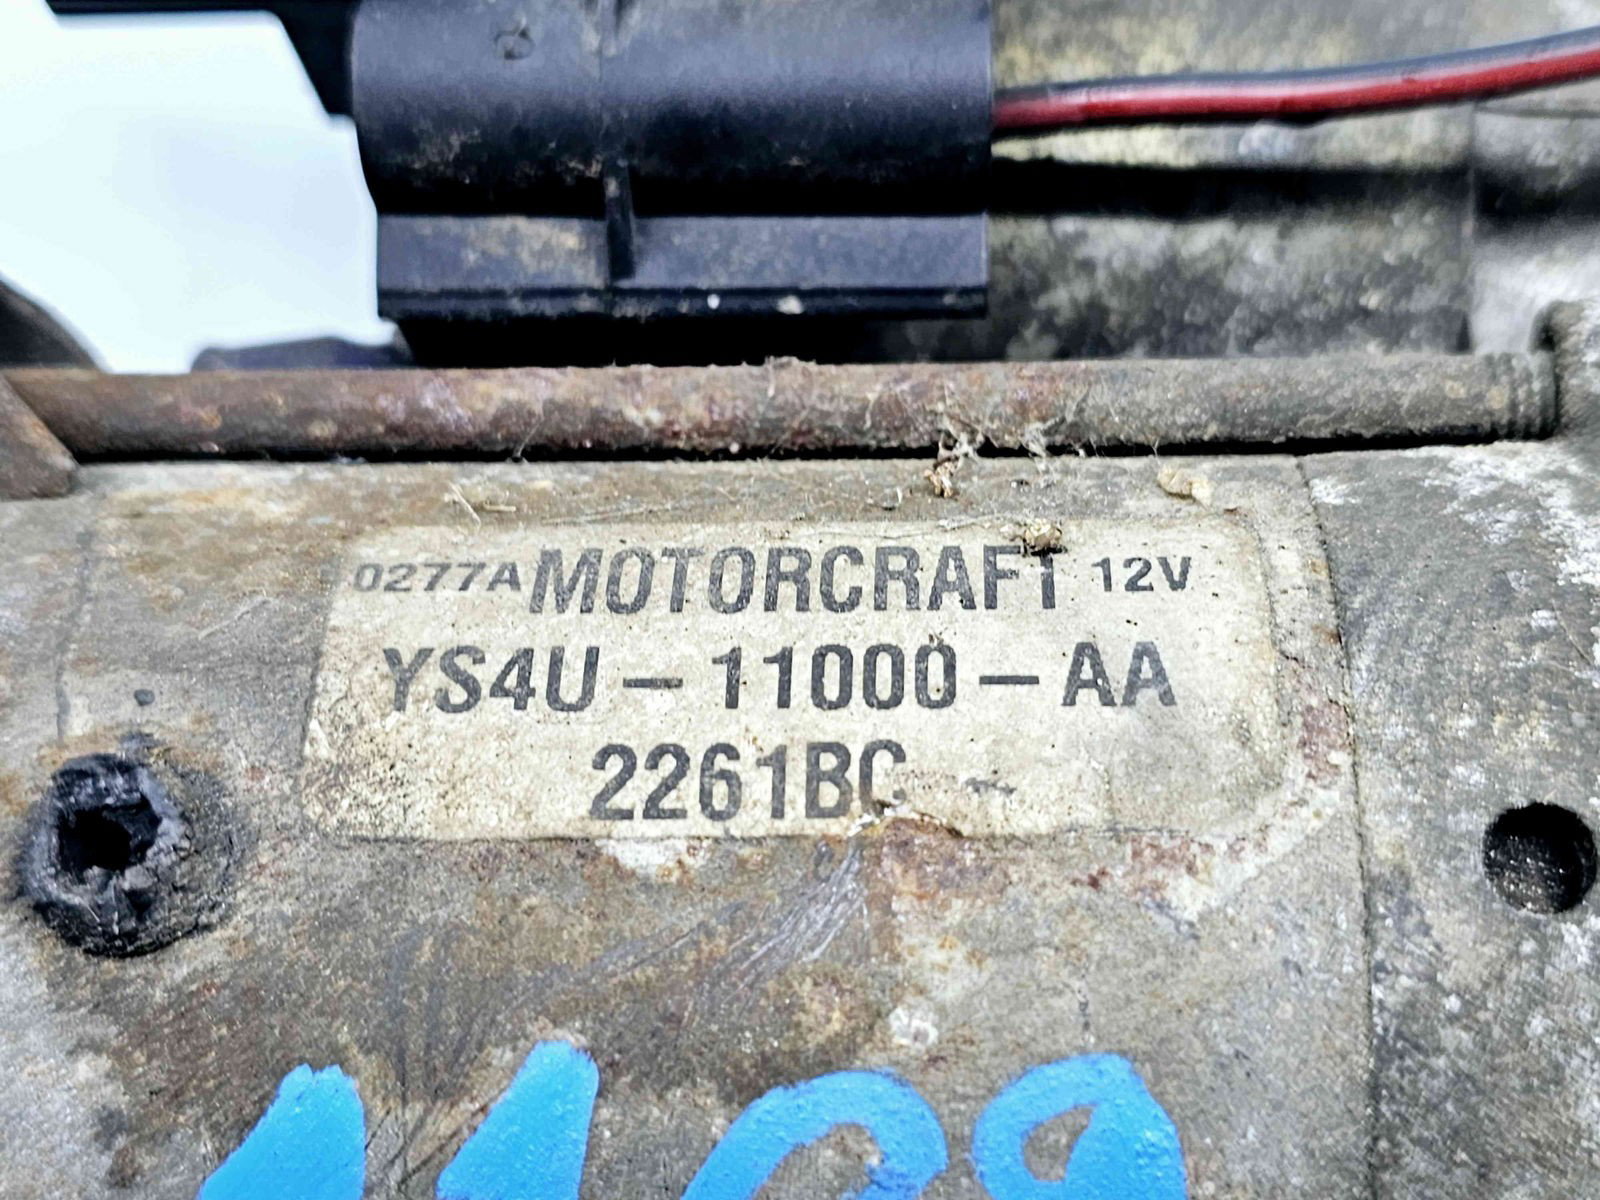 0277A MOTORCRAFT 12V
YS4U - 11000 - AA
2261BC